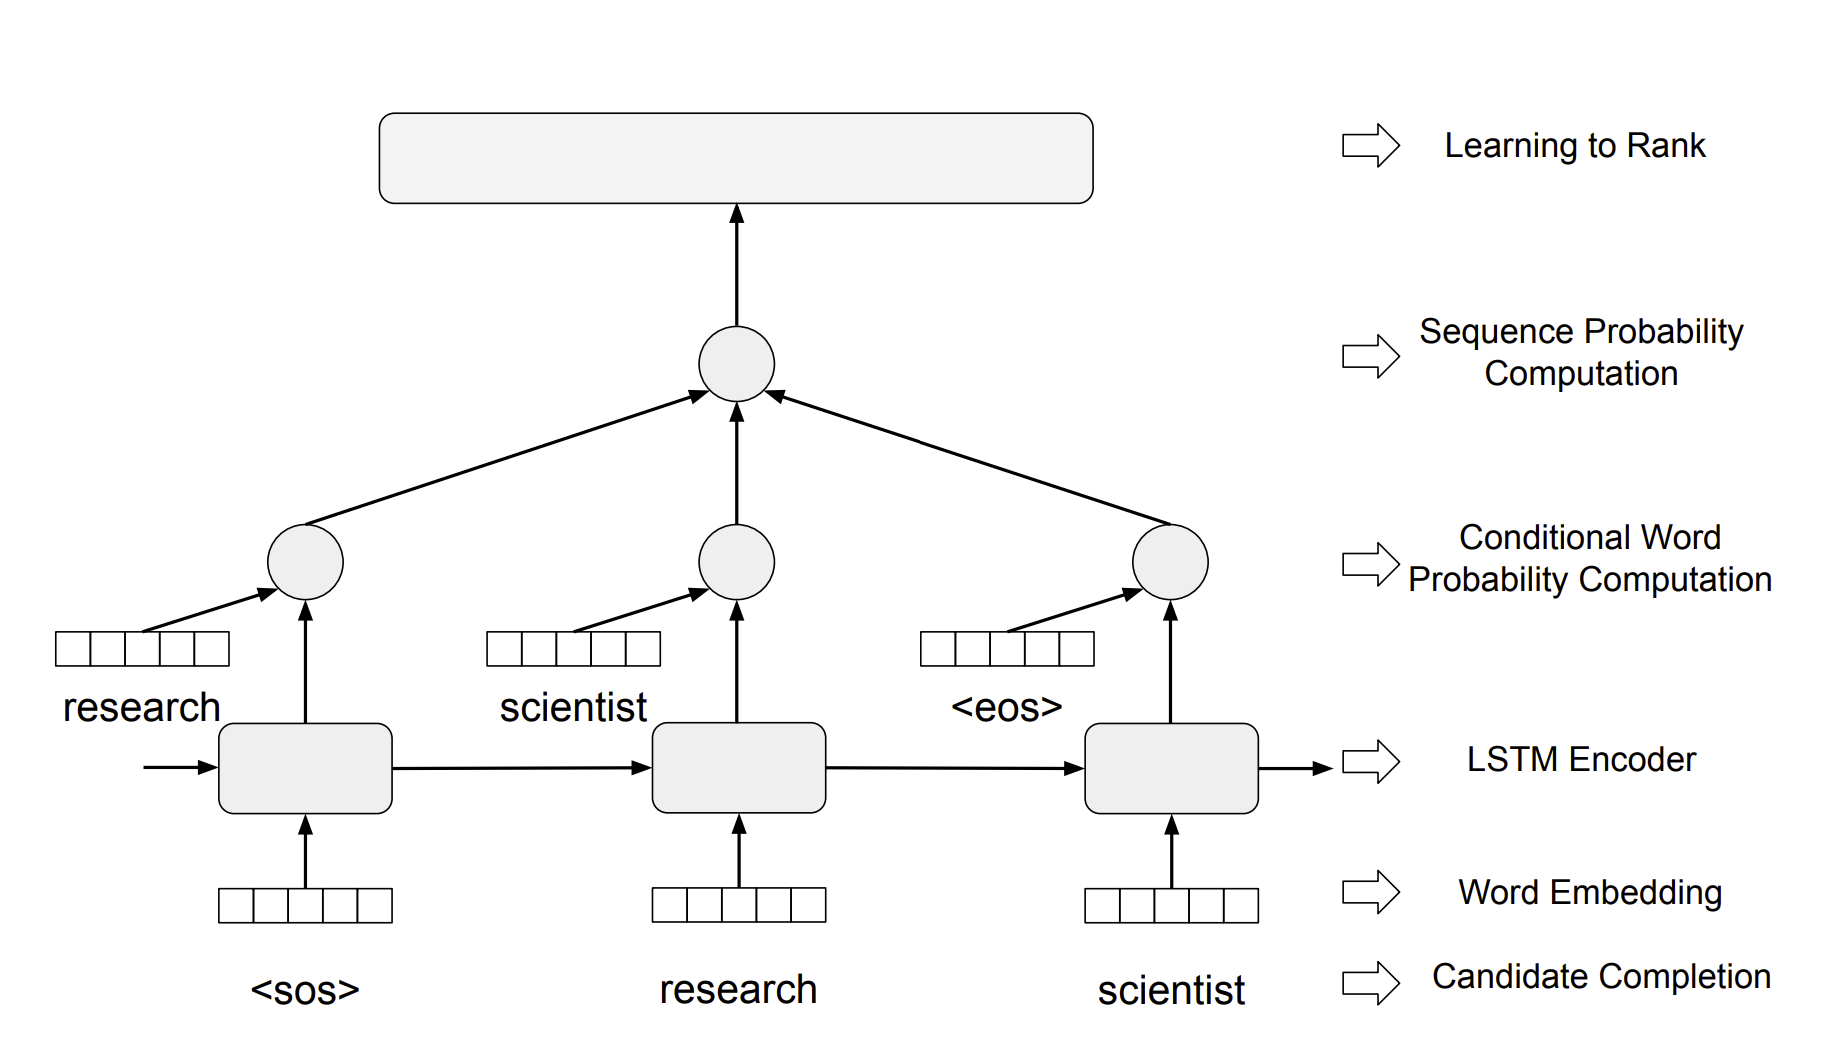 Learning to Rank
Sequence Probability
Computation
Conditional Word
Probability Computation
research
scientist
<eos>
LSTM Encoder
Word Embedding
<sos>
research
scientist
Candidate Completion